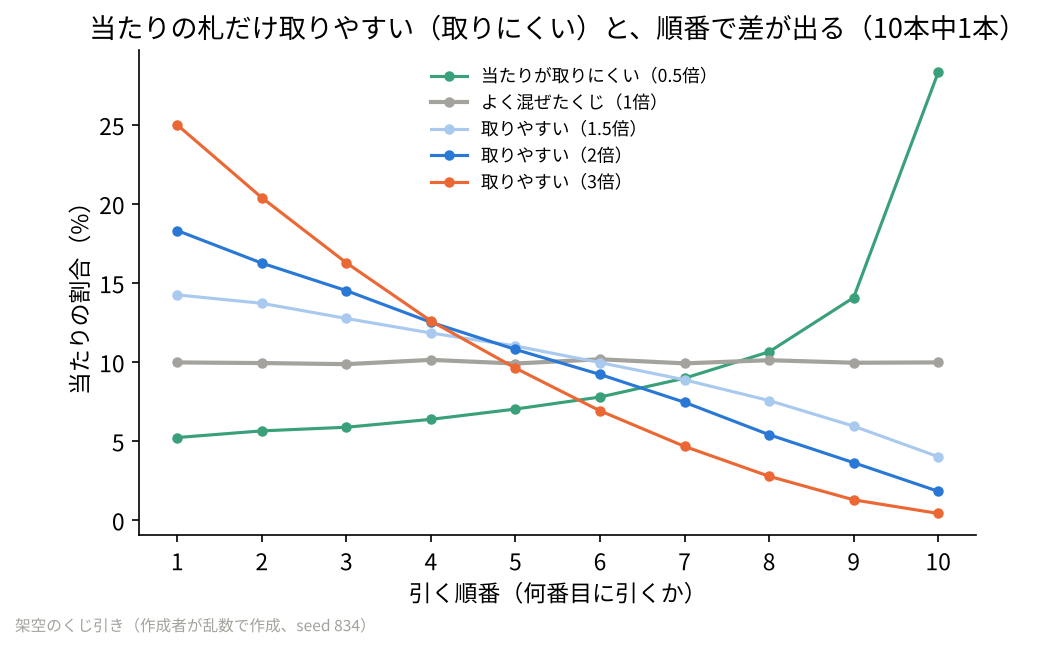 当たりの札だけ取りやすい（取りにくい）と、順番で差が出る（10本中1本）
当たりが取りにくい（0.5倍）
よく混ぜたくじ（1倍）
取りやすい（1.5倍）
取りやすい（2倍）
取りやすい（3倍）
当たりの割合（%）
25
20
15
10
5
0
1 2 3 4 5 6 7 8 9 10
引く順番（何番目に引くか）
架空のくじ引き（作成者が乱数で作成、seed 834）